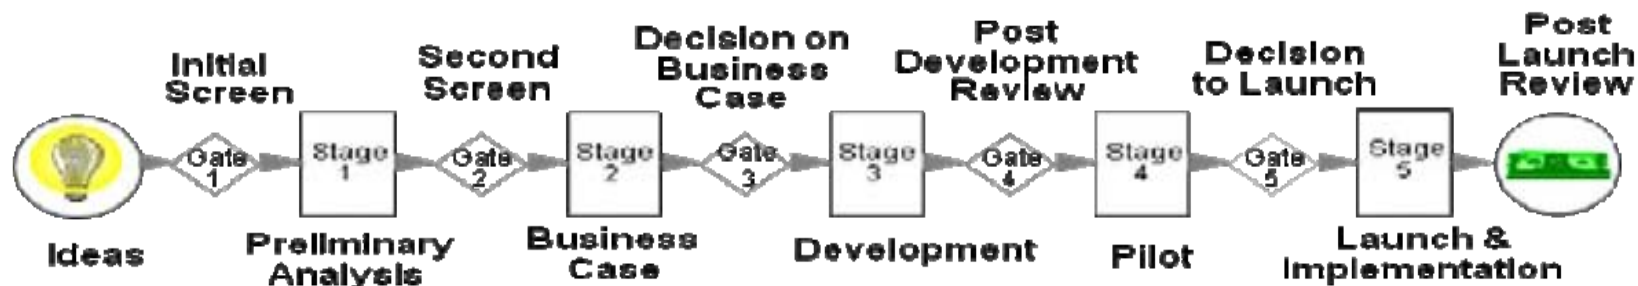 Initial
Screen
Second
Screen
Decision on
Business
Case
Post
Development
Review
Decision
to Launch
Post
Launch
Review
Gate
1
Stage
1
Gate
2
Stage
2
Gate
3
Stage
3
Gate
4
Stage
4
Gate
5
Stage
5
Ideas
Preliminary
Analysis
Business
Case
Development
Pilot
Launch &
Implementation